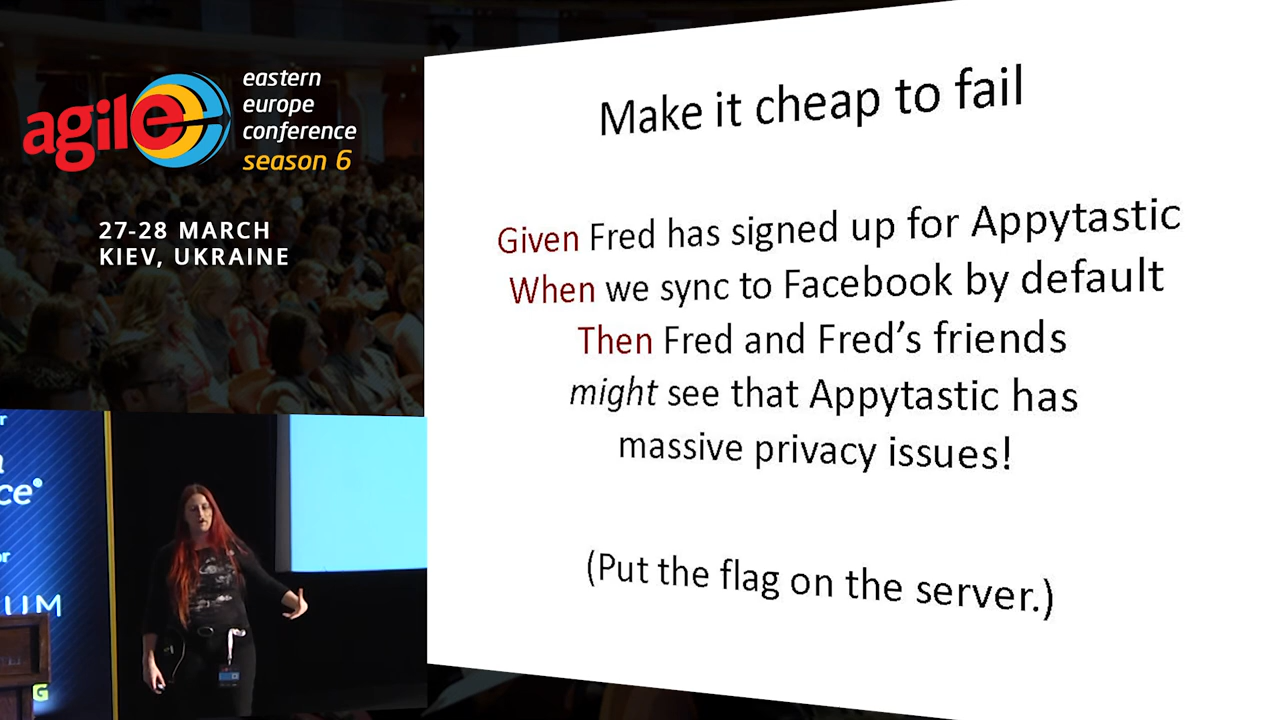 agilee
eastern
europe
conference
season 6
27-28 MARCH
KIEV, UKRAINE
Make it cheap to fail
Given Fred has signed up for Appytastic
When we sync to Facebook by default
Then Fred and Fred's friends
might see that Appytastic has
massive privacy issues!
(Put the flag on the server.)